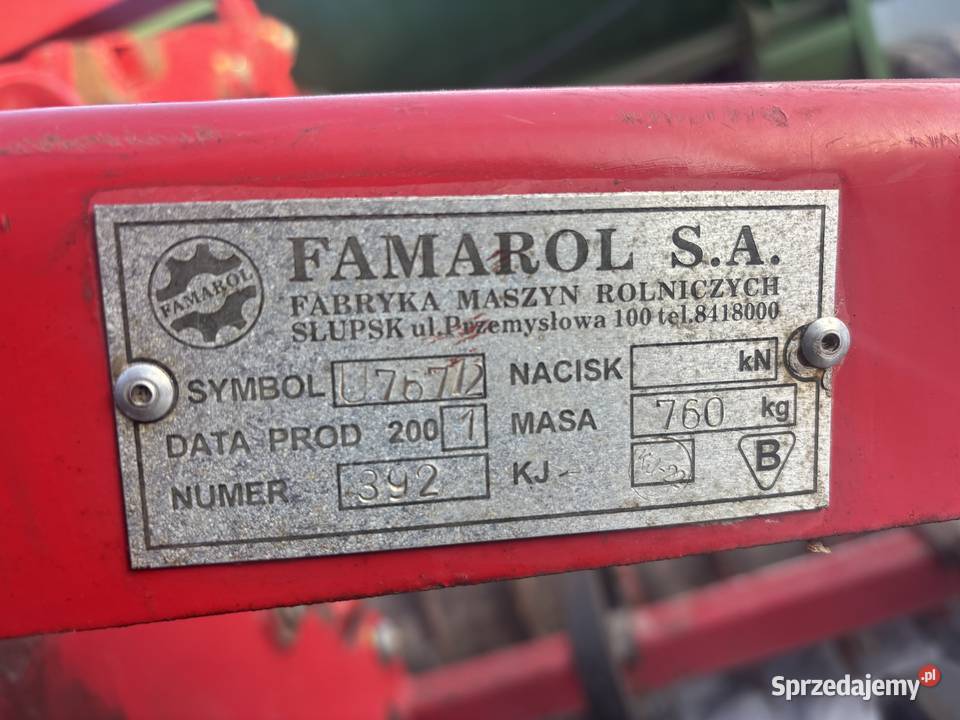 FAMAROL
FAMAROL S.A.
FABRYKA MASZYN ROLNICZYCH
SŁUPSK ul.Przemysłowa 100 tel.8418000
SYMBOL U767/2 NACISK kN
DATA PROD 2001 MASA 760 kg
NUMER 392 KJ B
Sprzedajemy.pl